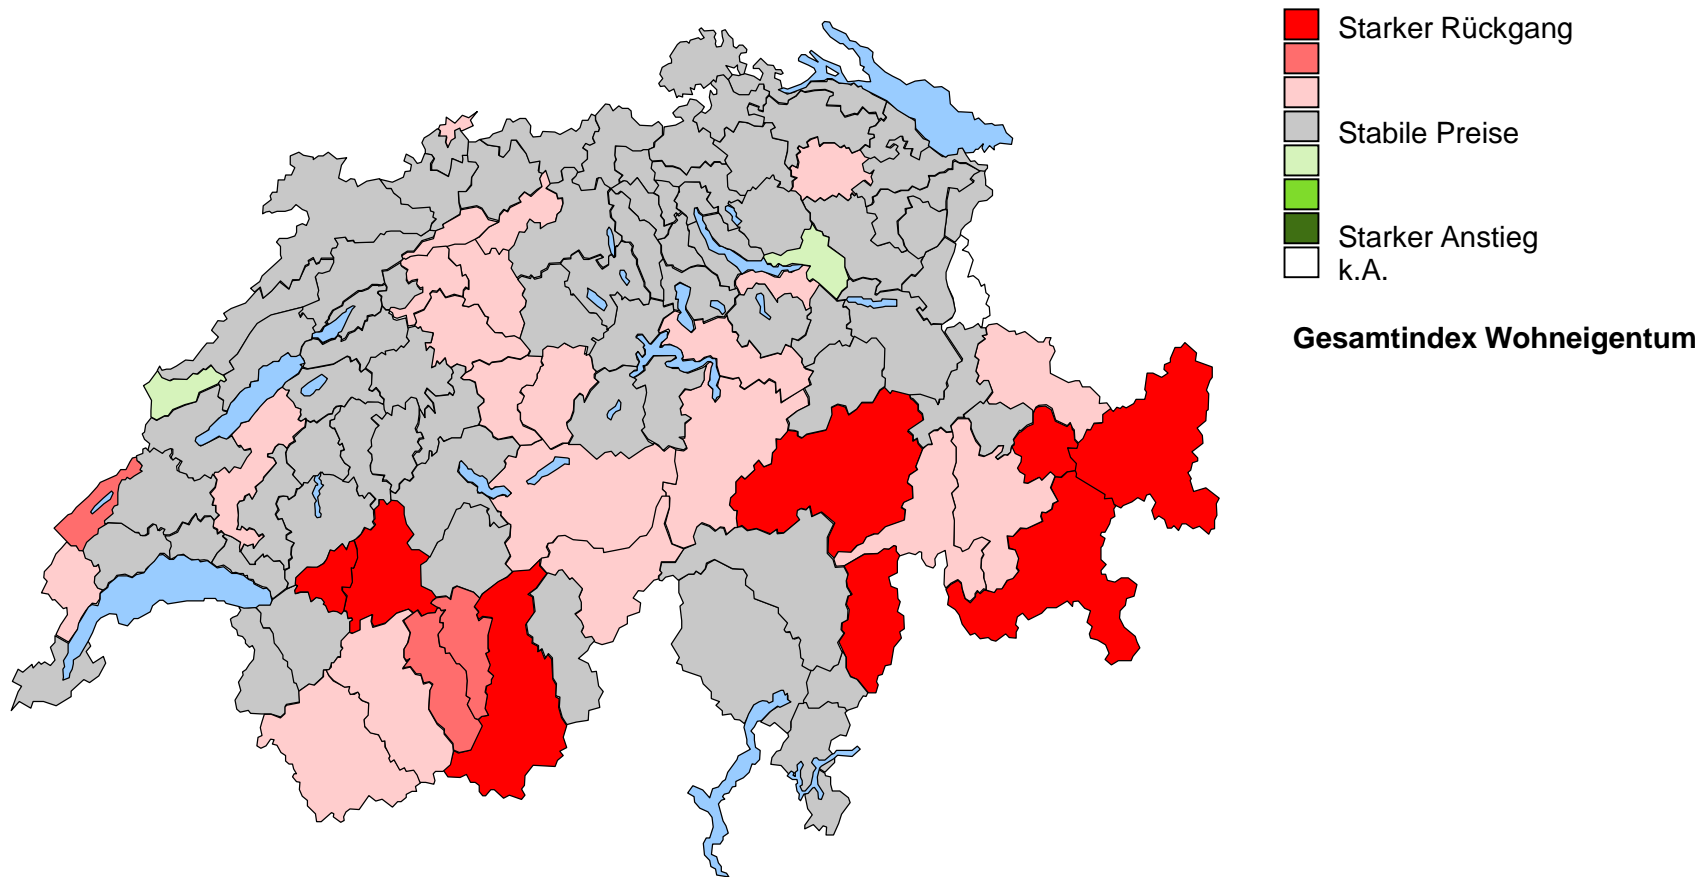 Starker Rückgang
Stabile Preise
Starker Anstieg
k.A.
Gesamtindex Wohneigentum